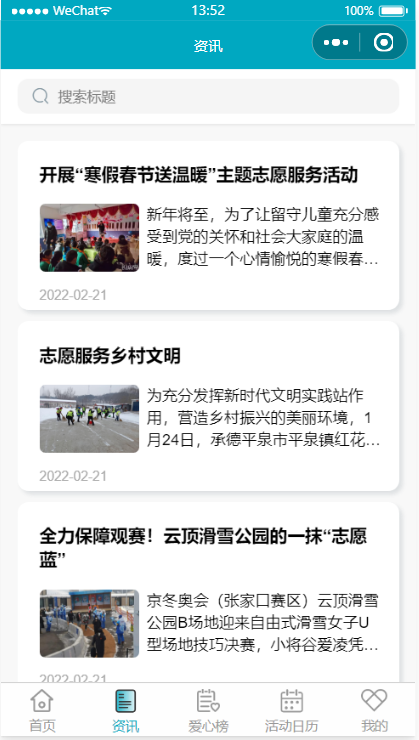 WeChat 13:52 100%
资讯
搜索标题
开展“寒假春节送温暖”主题志愿服务活动
新年将至，为了让留守儿童充分感
受到党的关怀和社会大家庭的温
暖，度过一个心情愉悦的寒假春...
2022-02-21
志愿服务乡村文明
为充分发挥新时代文明实践站作
用，营造乡村振兴的美丽环境，1
月24日，承德平泉市平泉镇红花...
2022-02-21
全力保障观赛！云顶滑雪公园的一抹“志愿
蓝”
京冬奥会（张家口赛区）云顶滑雪
公园B场地迎来自由式滑雪女子U
型场地技巧决赛，小将谷爱凌凭...
2022-02-21
首页 资讯 爱心榜 活动日历 我的